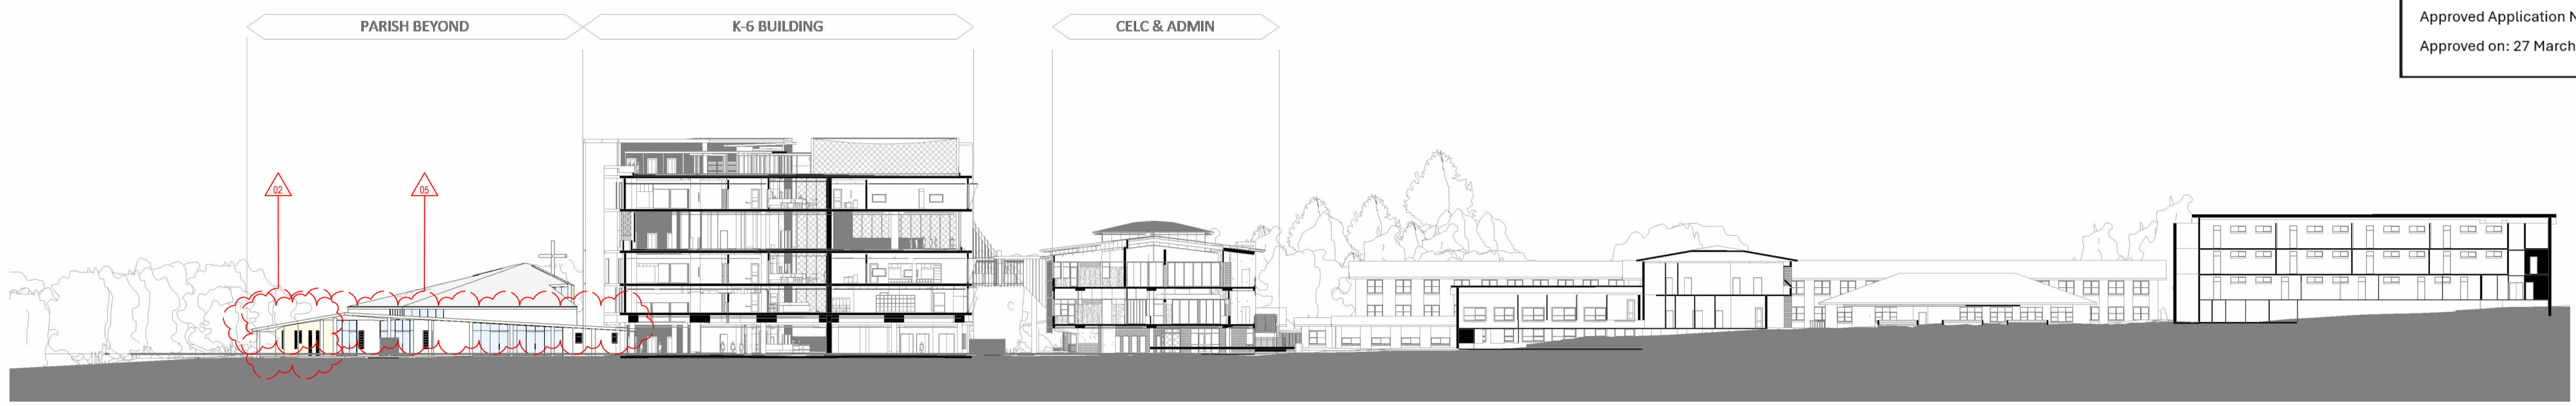 PARISH BEYOND
K-6 BUILDING
CELC & ADMIN
Approved Application N
Approved on: 27 March
02
05